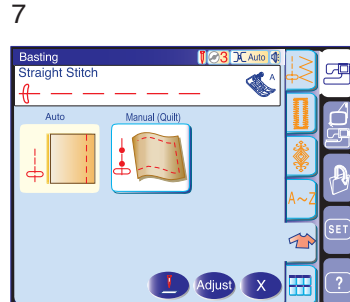 7
Basting
3 Auto
Straight Stitch
A
Auto Manual (Quilt)
A~Z
SET
?
Adjust X